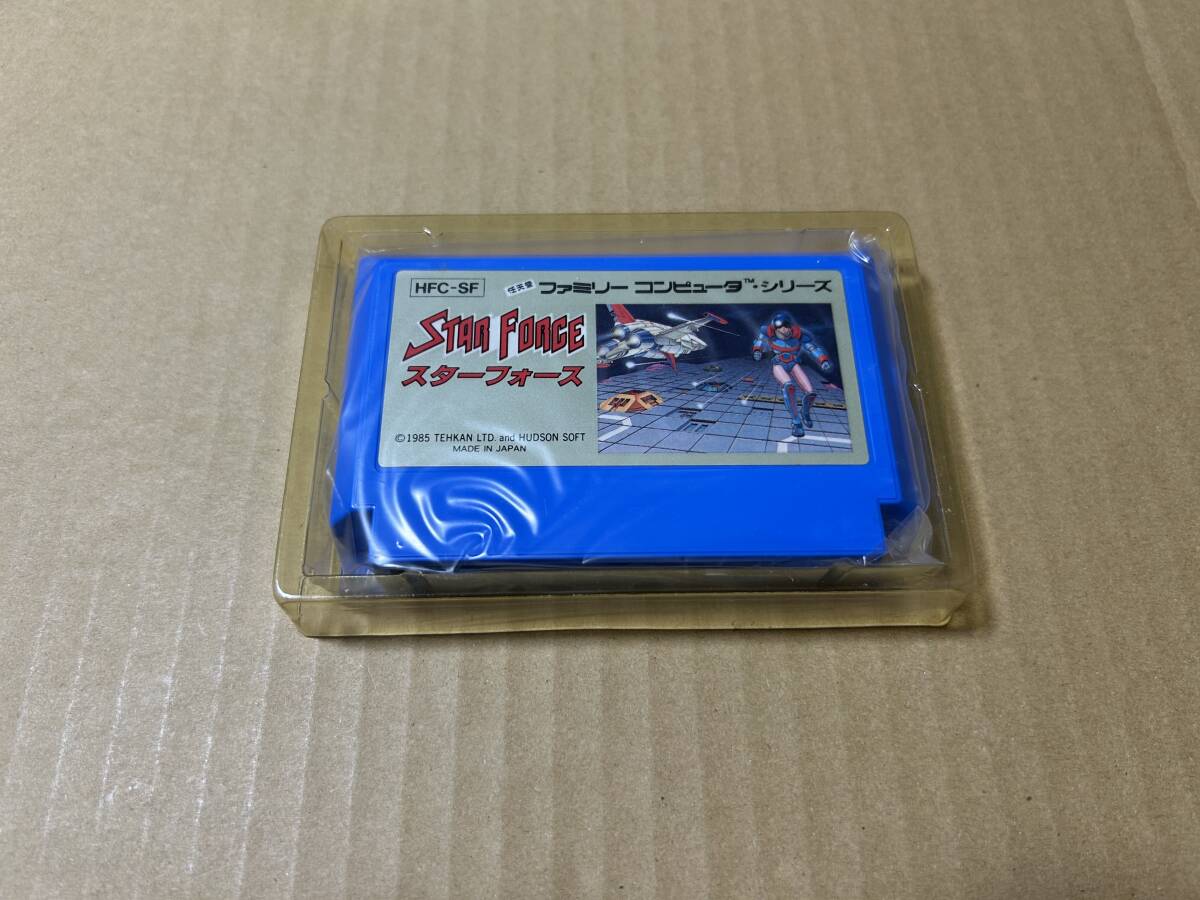 HFC-SF
任天堂 ファミリー コンピュータ™・シリーズ
STAR FORCE
スターフォース
©1985 TEHKAN LTD. and HUDSON SOFT
MADE IN JAPAN